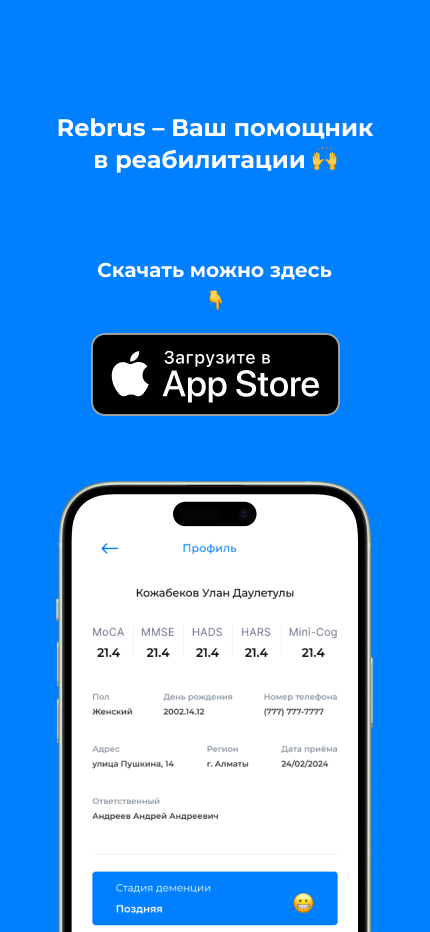 Rebrus – Ваш помощник
в реабилитации 🙌
Скачать можно здесь
👇
Загрузите в
App Store
Профиль
Кожабеков Улан Даулетулы
MoCA MMSE HADS HARS Mini-Cog
21.4 21.4 21.4 21.4 21.4
Пол День рождения Номер телефона
Женский 2002.14.12 (777) 777-7777
Адрес Регион Дата приёма
улица Пушкина, 14 г. Алматы 24/02/2024
Ответственный
Андреев Андрей Андреевич
Стадия деменции
Поздняя 😬